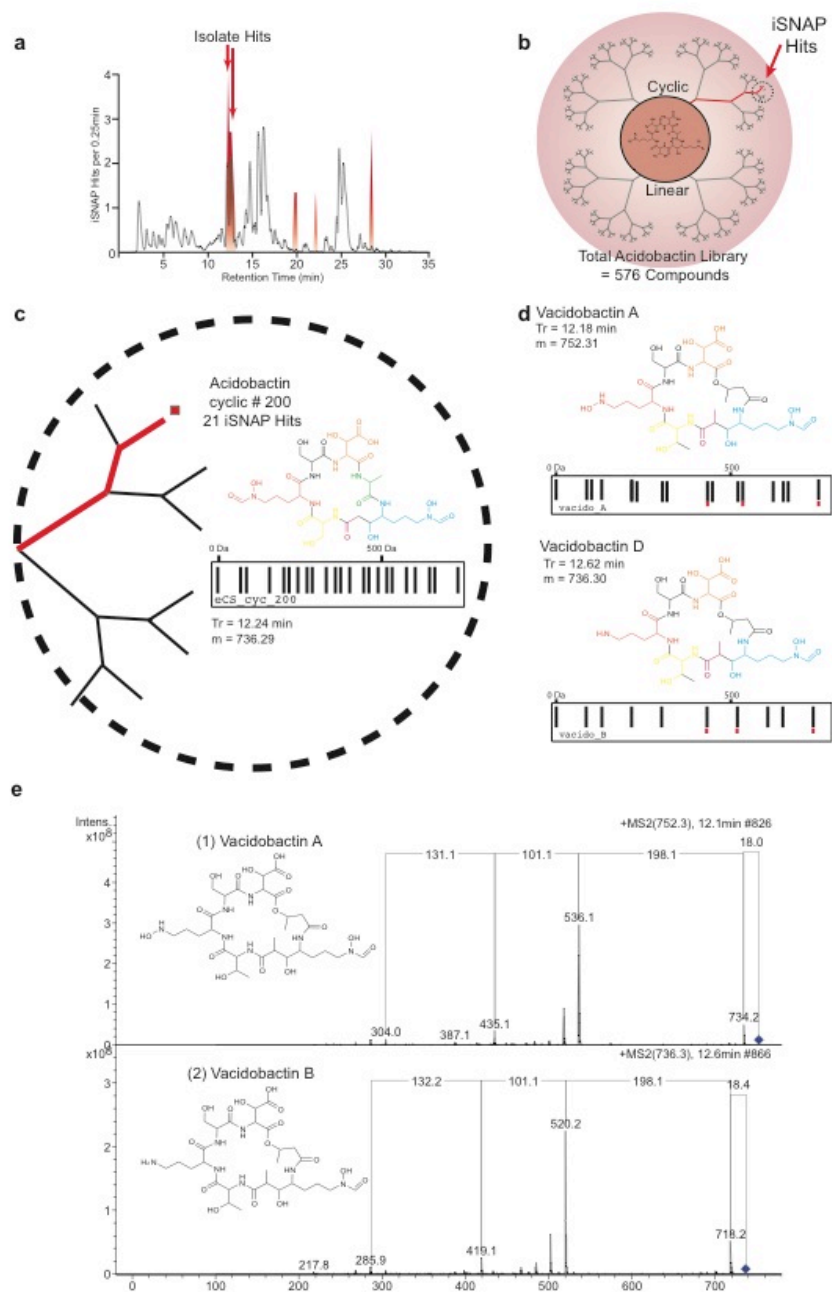 a
Isolate Hits
iSNAP Hits per 0.25min
4
3
2
1
0
5
10
15
20
25
30
35
Retention Time (min)
b
iSNAP
Hits
Cyclic
Linear
Total Acidobactin Library
= 576 Compounds
c
Acidobactin
cyclic # 200
21 iSNAP Hits
0 Da
500 Da
eCS_cyc_200
Tr = 12.24 min
m = 736.29
d
Vacidobactin A
Tr = 12.18 min
m = 752.31
0 Da
500
vacido_A
Vacidobactin D
Tr = 12.62 min
m = 736.30
0 Da
500
vacido_B
e
Intens.
x10⁸
+MS2(752.3), 12.1min #826
(1) Vacidobactin A
131.1
101.1
198.1
18.0
4
3
2
1
0
536.1
304.0
387.1
435.1
734.2
x10⁸
+MS2(736.3), 12.6min #866
(2) Vacidobactin B
132.2
101.1
198.1
18.4
3
2
1
0
520.2
217.8
285.9
419.1
718.2
0
100
200
300
400
500
600
700